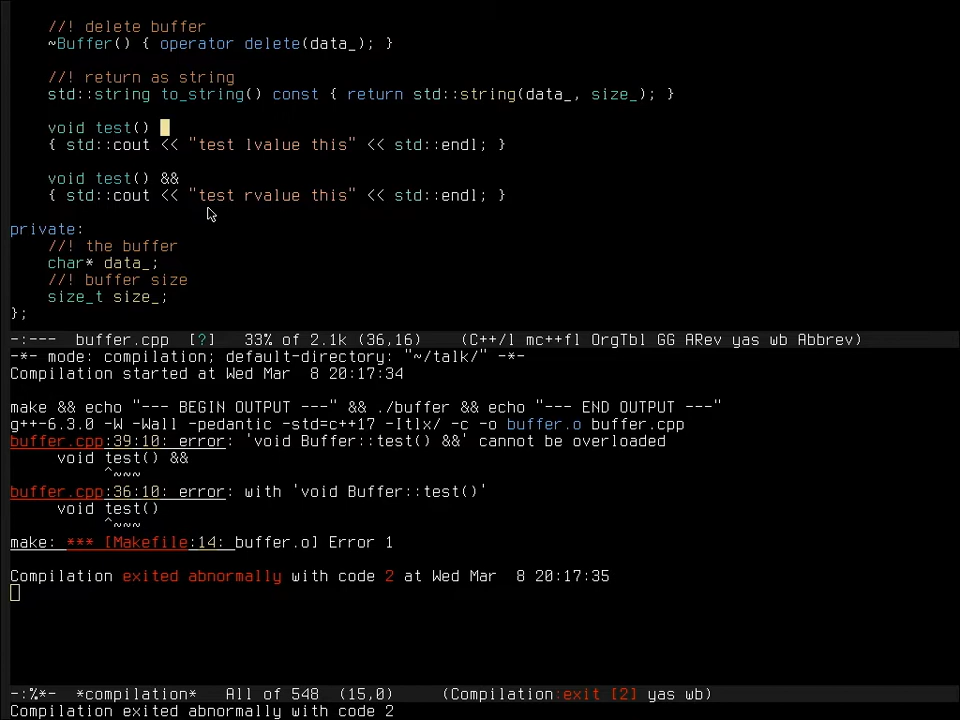 //! delete buffer
~Buffer() { operator delete(data_); }
//! return as string
std::string to_string() const { return std::string(data_, size_); }
void test()
{ std::cout << "test lvalue this" << std::endl; }
void test() &&
{ std::cout << "test rvalue this" << std::endl; }
private:
//! the buffer
char* data_;
//! buffer size
size_t size_;
};
-:--- buffer.cpp [?] 33% of 2.1k (36,16) (C++/l mc++fl OrgTbl GG ARev yas wb Abbrev)
-*- mode: compilation; default-directory: "~/talk/" -*-
Compilation started at Wed Mar 8 20:17:34
make && echo "--- BEGIN OUTPUT ---" && ./buffer && echo "--- END OUTPUT ---"
g++-6.3.0 -W -Wall -pedantic -std=c++17 -Itlx/ -c -o buffer.o buffer.cpp
buffer.cpp:39:10: error: 'void Buffer::test() &&' cannot be overloaded
void test() &&
^~~~
buffer.cpp:36:10: error: with 'void Buffer::test()'
void test()
^~~~
make: *** [Makefile:14: buffer.o] Error 1
Compilation exited abnormally with code 2 at Wed Mar 8 20:17:35
-:%*- *compilation* All of 548 (15,0) (Compilation:exit [2] yas wb)
Compilation exited abnormally with code 2